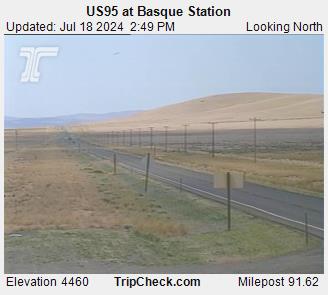 US95 at Basque Station
Updated: Jul 18 2024 2:49 PM Looking North
Elevation 4460 TripCheck.com Milepost 91.62